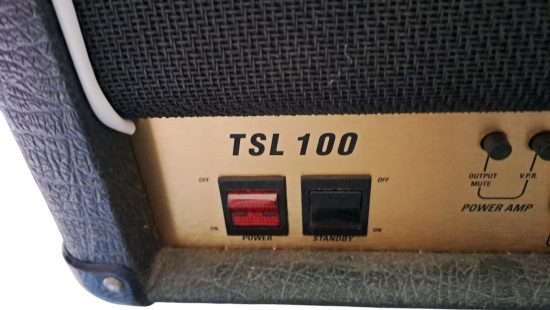 TSL 100
OFF
OFF
ON
POWER
STANDBY
ON
OUTPUT
MUTE
V.P.R.
POWER AMP